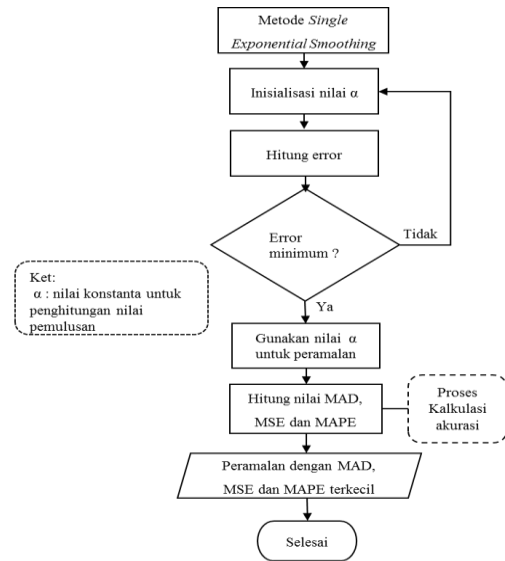 Metode Single
Exponential Smoothing
Inisialisasi nilai α
Hitung error
Error
minimum ?
Tidak
Ket:
α : nilai konstanta untuk
penghitungan nilai
pemulusan
Ya
Gunakan nilai α
untuk peramalan
Hitung nilai MAD,
MSE dan MAPE
Proses
Kalkulasi
akurasi
Peramalan dengan MAD,
MSE dan MAPE terkecil
Selesai